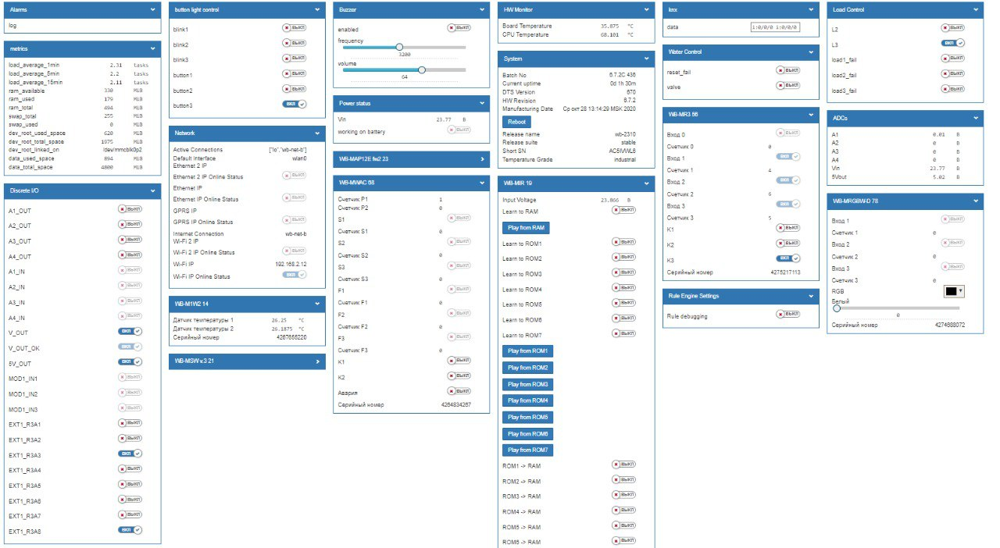 Alarms
log
metrics
load_average_1min 2.31 tasks
load_average_5min 2.2 tasks
load_average_15min 2.11 tasks
ram_available 330 MiB
ram_used 179 MiB
ram_total 494 MiB
swap_total 255 MiB
swap_used 0 MiB
dev_root_used_space 620 MiB
dev_root_total_space 1975 MiB
dev_root_linked_on /dev/mmcblk0p2
data_used_space 894 MiB
data_total_space 4800 MiB
Discrete I/O
A1_OUT ВЫКЛ
A2_OUT ВЫКЛ
A3_OUT ВЫКЛ
A4_OUT ВЫКЛ
A1_IN ВЫКЛ
A2_IN ВЫКЛ
A3_IN ВЫКЛ
A4_IN ВЫКЛ
V_OUT ВКЛ
V_OUT_OK ВКЛ
5V_OUT ВКЛ
MOD1_IN1 ВЫКЛ
MOD1_IN2 ВЫКЛ
MOD1_IN3 ВЫКЛ
EXT1_R3A1 ВЫКЛ
EXT1_R3A2 ВЫКЛ
EXT1_R3A3 ВКЛ
EXT1_R3A4 ВЫКЛ
EXT1_R3A5 ВЫКЛ
EXT1_R3A6 ВЫКЛ
EXT1_R3A7 ВЫКЛ
EXT1_R3A8 ВКЛ
button light control
blink1 ВЫКЛ
blink2 ВЫКЛ
blink3 ВЫКЛ
button1 ВЫКЛ
button2 ВЫКЛ
button3 ВКЛ
Network
Active Connections ["lo","wb-net-b"]
Default Interface wlan0
Ethernet 2 IP
Ethernet 2 IP Online Status ВЫКЛ
Ethernet IP
Ethernet IP Online Status ВЫКЛ
GPRS IP
GPRS IP Online Status ВЫКЛ
Internet Connection wb-net-b
Wi-Fi 2 IP
Wi-Fi 2 IP Online Status ВЫКЛ
Wi-Fi IP 192.168.2.12
Wi-Fi IP Online Status ВКЛ
WB-M1W2 14
Датчик температуры 1 26.25 °C
Датчик температуры 2 26.1875 °C
Серийный номер 4267655220
WB-MSW v.3 21
Buzzer
enabled ВЫКЛ
frequency
3200
volume
64
Power status
Vin 23.77 В
working on battery ВЫКЛ
WB-MAP12E fw2 23
WB-MWAC 68
Счетчик P1 1
Счетчик P2 0
S1 ВЫКЛ
Счетчик S1 0
S2 ВЫКЛ
Счетчик S2 0
S3 ВЫКЛ
Счетчик S3 0
F1 ВЫКЛ
Счетчик F1 0
F2 ВЫКЛ
Счетчик F2 0
F3 ВЫКЛ
Счетчик F3 0
K1 ВЫКЛ
K2 ВЫКЛ
Авария ВЫКЛ
Серийный номер 4264834267
HW Monitor
Board Temperature 35.875 °C
CPU Temperature 68.101 °C
System
Batch No 6.7.2C 436
Current uptime 0d 1h 30m
DTS Version 670
HW Revision 6.7.2
Manufacturing Date Ср окт 28 13:14:29 MSK 2020
Reboot
Release name wb-2310
Release suite stable
Short SN AC5IVWL6
Temperature Grade industrial
WB-MIR 19
Input Voltage 23.866 В
Learn to RAM ВЫКЛ
Play from RAM
Learn to ROM1 ВЫКЛ
Learn to ROM2 ВЫКЛ
Learn to ROM3 ВЫКЛ
Learn to ROM4 ВЫКЛ
Learn to ROM5 ВЫКЛ
Learn to ROM6 ВЫКЛ
Learn to ROM7 ВЫКЛ
Play from ROM1
Play from ROM2
Play from ROM3
Play from ROM4
Play from ROM5
Play from ROM6
Play from ROM7
ROM1 -> RAM ВЫКЛ
ROM2 -> RAM ВЫКЛ
ROM3 -> RAM ВЫКЛ
ROM4 -> RAM ВЫКЛ
ROM5 -> RAM ВЫКЛ
ROM6 -> RAM ВЫКЛ
knx
data i:0/0/0 i:0/0/0
Water Control
reset_fail ВЫКЛ
valve ВЫКЛ
WB-MR3 56
Вход 0 ВЫКЛ
Счетчик 0 0
Вход 1 ВКЛ
Счетчик 1 4
Вход 2 ВКЛ
Счетчик 2 6
Вход 3 ВКЛ
Счетчик 3 5
K1 ВЫКЛ
K2 ВЫКЛ
K3 ВКЛ
Серийный номер 4275217113
Rule Engine Settings
Rule debugging ВЫКЛ
Load Control
L2 ВЫКЛ
L3 ВКЛ
load1_fail ВЫКЛ
load2_fail ВЫКЛ
load3_fail ВЫКЛ
ADCs
A1 0.01 В
A2 0 В
A3 0 В
A4 0 В
Vin 23.77 В
5Vout 5.02 В
WB-MRGBW-D 78
Вход 1 ВЫКЛ
Счетчик 1 0
Вход 2 ВЫКЛ
Счетчик 2 0
Вход 3 ВЫКЛ
Счетчик 3 0
RGB
Белый
0
Серийный номер 4274688072